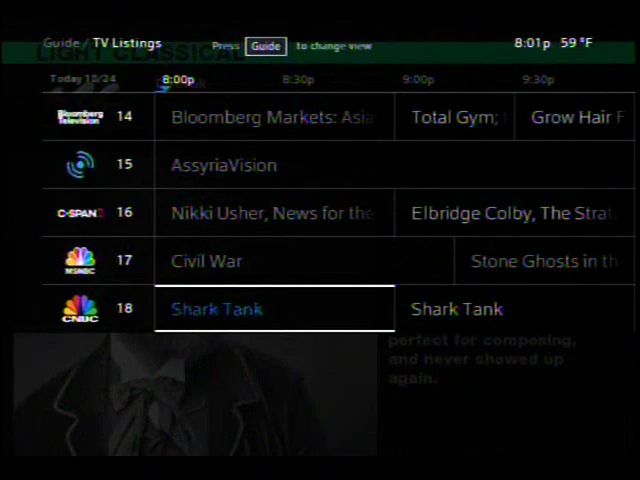 LIGHT CLASSICAL
Guide / TV Listings Press Guide to change view 8:01p 59 °F
Today 10/24 8:00p 8:30p 9:00p 9:30p
Bloomberg Television 14 Bloomberg Markets: Asia Total Gym; Grow Hair F
15 AssyriaVision
C-SPAN2 16 Nikki Usher, News for the Elbridge Colby, The Strat
MSNBC 17 Civil War Stone Ghosts in th
CNBC 18 Shark Tank Shark Tank
perfect for composing,
and never showed up
again.